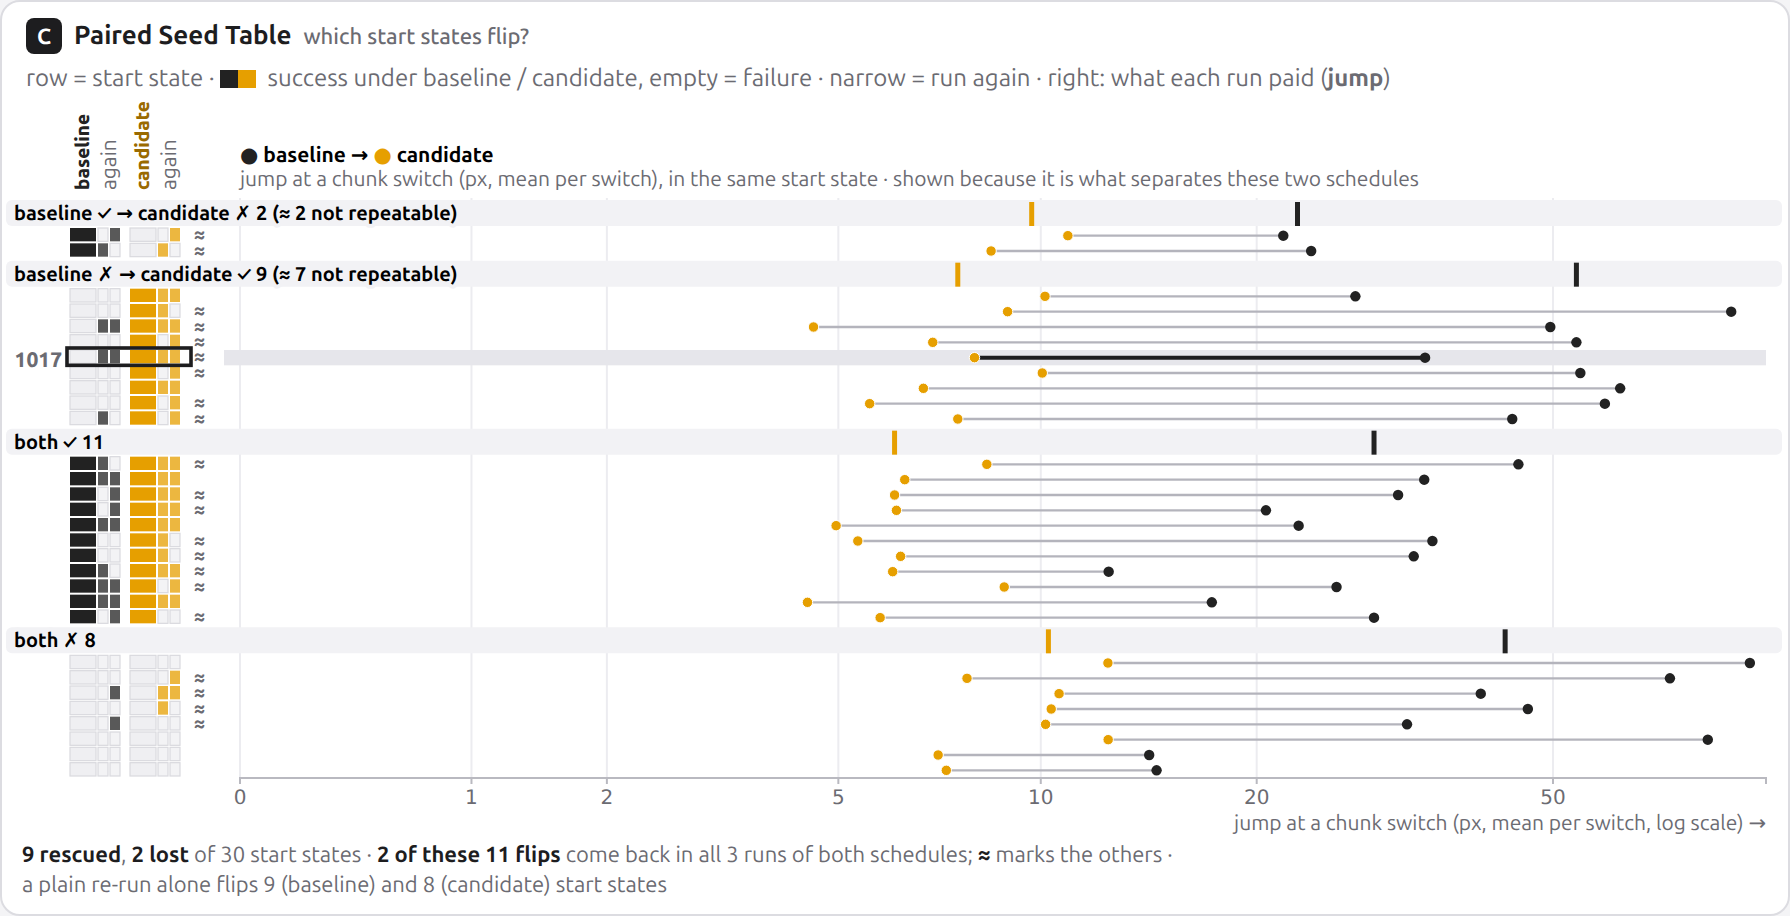 C Paired Seed Table which start states flip?
row = start state · success under baseline / candidate, empty = failure · narrow = run again · right: what each run paid (jump)
baseline
again
candidate
again
baseline → candidate
jump at a chunk switch (px, mean per switch), in the same start state · shown because it is what separates these two schedules
baseline ✓ → candidate ✗ 2 (≈ 2 not repeatable)
≈
≈
baseline ✗ → candidate ✓ 9 (≈ 7 not repeatable)
≈
≈
≈
1017 ≈
≈
≈
≈
both ✓ 11
≈
≈
≈
≈
≈
≈
≈
≈
both ✗ 8
≈
≈
≈
≈
0 1 2 5 10 20 50
jump at a chunk switch (px, mean per switch, log scale) →
9 rescued, 2 lost of 30 start states · 2 of these 11 flips come back in all 3 runs of both schedules; ≈ marks the others ·
a plain re-run alone flips 9 (baseline) and 8 (candidate) start states